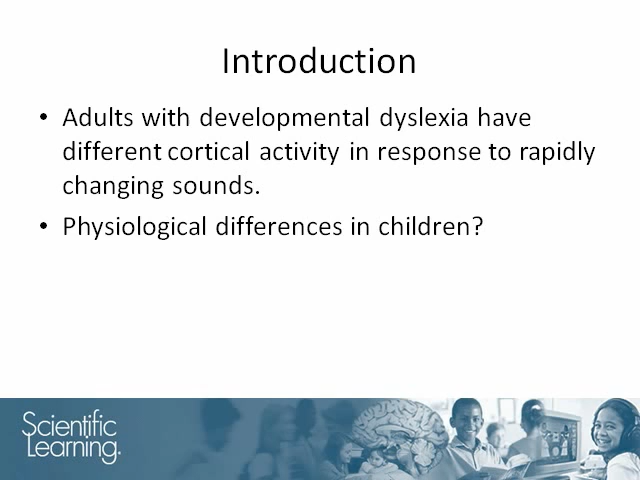 Introduction
• Adults with developmental dyslexia have
different cortical activity in response to rapidly
changing sounds.
• Physiological differences in children?
Scientific
Learning®